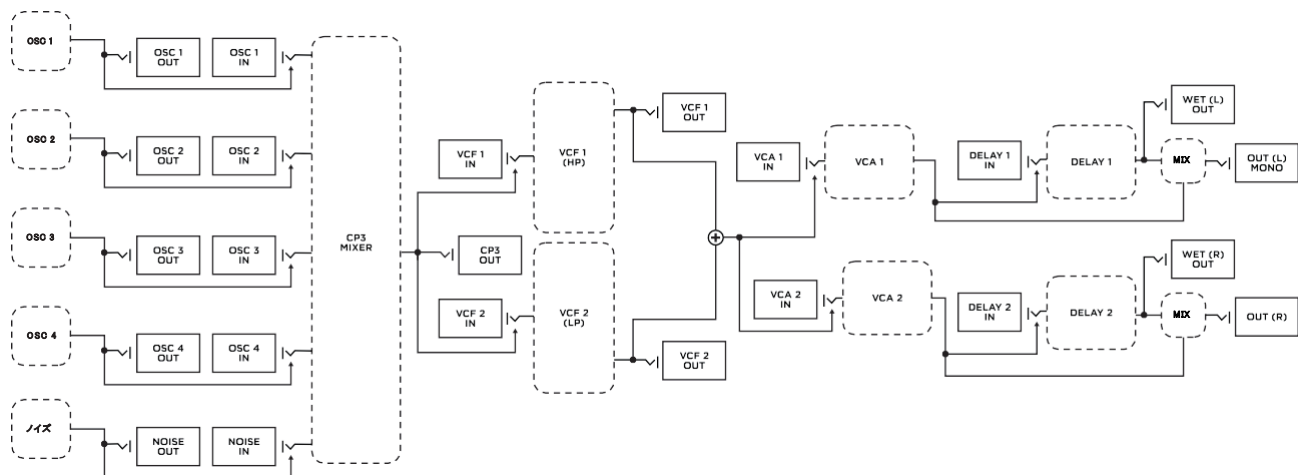 OSC 1
OSC 1
OUT
OSC 1
IN
OSC 2
OSC 2
OUT
OSC 2
IN
OSC 3
OSC 3
OUT
OSC 3
IN
OSC 4
OSC 4
OUT
OSC 4
IN
ノイズ
NOISE
OUT
NOISE
IN
CP3
MIXER
VCF 1
IN
VCF 1
(HP)
VCF 1
OUT
CP3
OUT
VCF 2
IN
VCF 2
(LP)
VCF 2
OUT
VCA 1
IN
VCA 1
DELAY 1
IN
DELAY 1
WET (L)
OUT
MIX
OUT (L)
MONO
VCA 2
IN
VCA 2
DELAY 2
IN
DELAY 2
WET (R)
OUT
MIX
OUT (R)